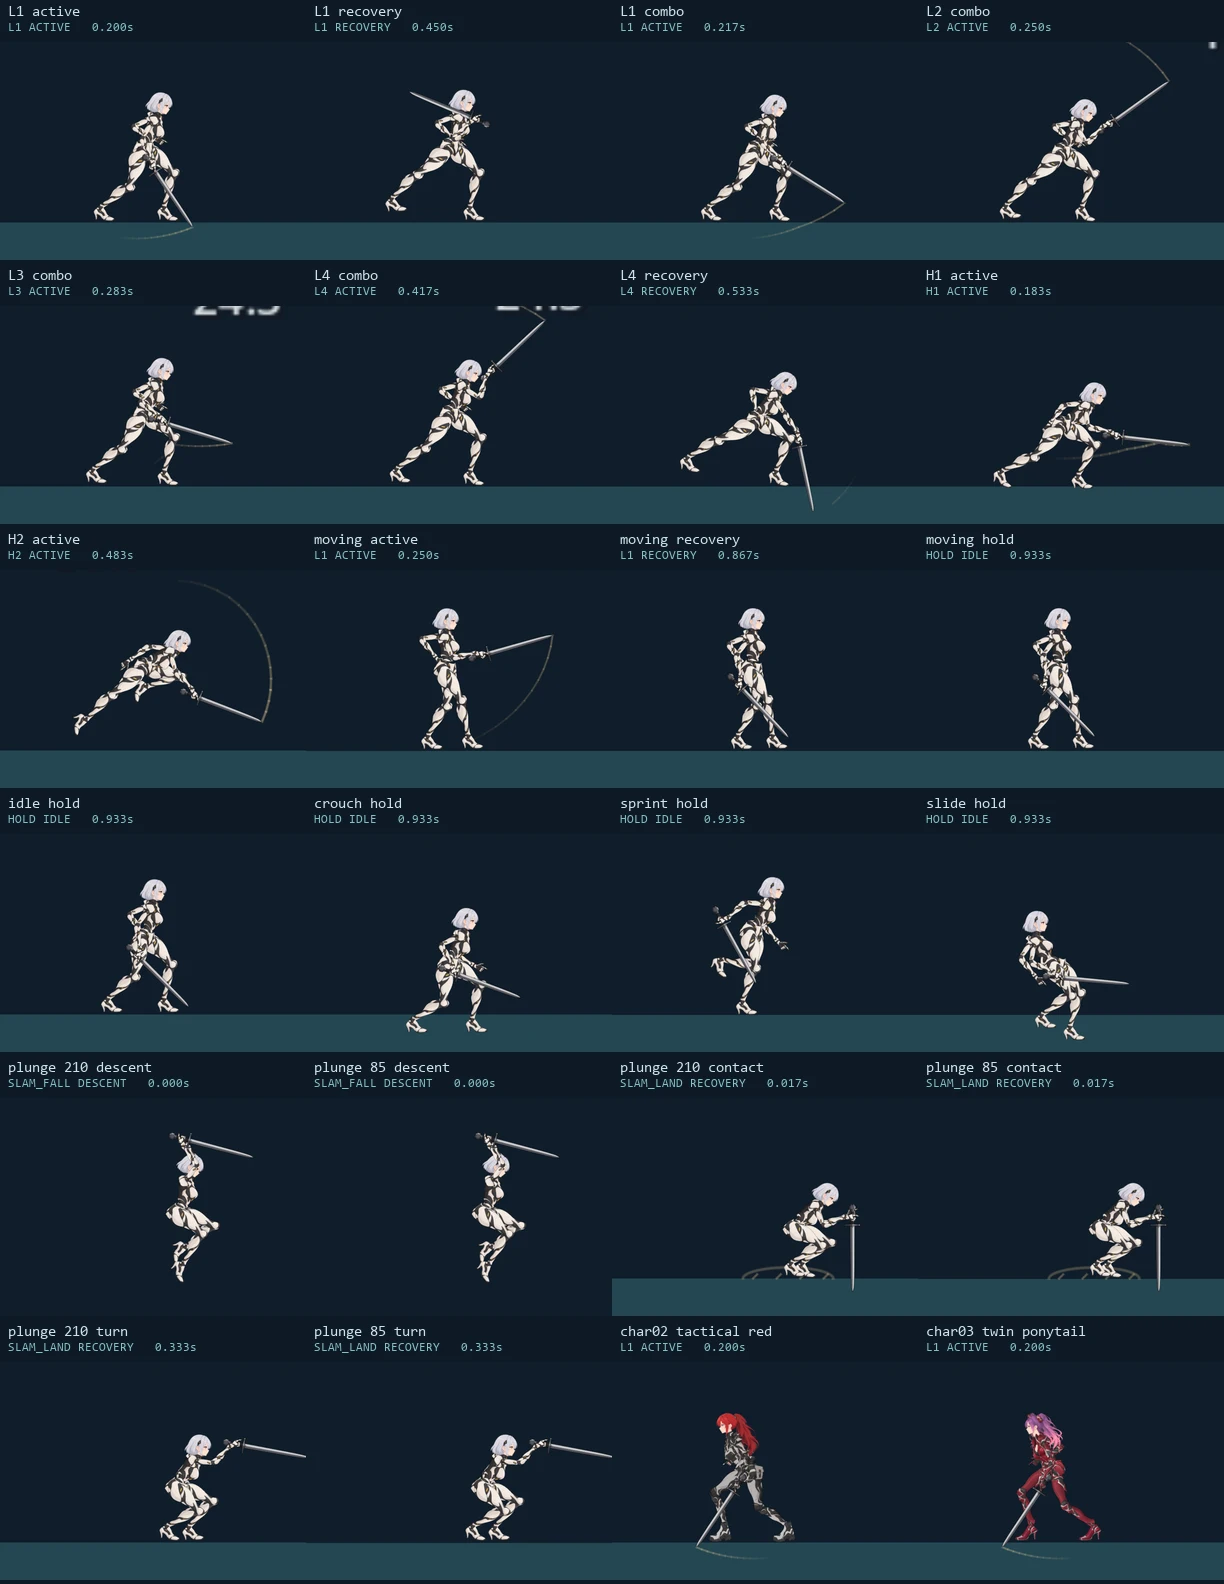 L1 active
L1 ACTIVE 0.200s
L1 recovery
L1 RECOVERY 0.450s
L1 combo
L1 ACTIVE 0.217s
L2 combo
L2 ACTIVE 0.250s
L3 combo
L3 ACTIVE 0.283s
L4 combo
L4 ACTIVE 0.417s
L4 recovery
L4 RECOVERY 0.533s
H1 active
H1 ACTIVE 0.183s
H2 active
H2 ACTIVE 0.483s
moving active
L1 ACTIVE 0.250s
moving recovery
L1 RECOVERY 0.867s
moving hold
HOLD IDLE 0.933s
idle hold
HOLD IDLE 0.933s
crouch hold
HOLD IDLE 0.933s
sprint hold
HOLD IDLE 0.933s
slide hold
HOLD IDLE 0.933s
plunge 210 descent
SLAM_FALL DESCENT 0.000s
plunge 85 descent
SLAM_FALL DESCENT 0.000s
plunge 210 contact
SLAM_LAND RECOVERY 0.017s
plunge 85 contact
SLAM_LAND RECOVERY 0.017s
plunge 210 turn
SLAM_LAND RECOVERY 0.333s
plunge 85 turn
SLAM_LAND RECOVERY 0.333s
char02 tactical red
L1 ACTIVE 0.200s
char03 twin ponytail
L1 ACTIVE 0.200s